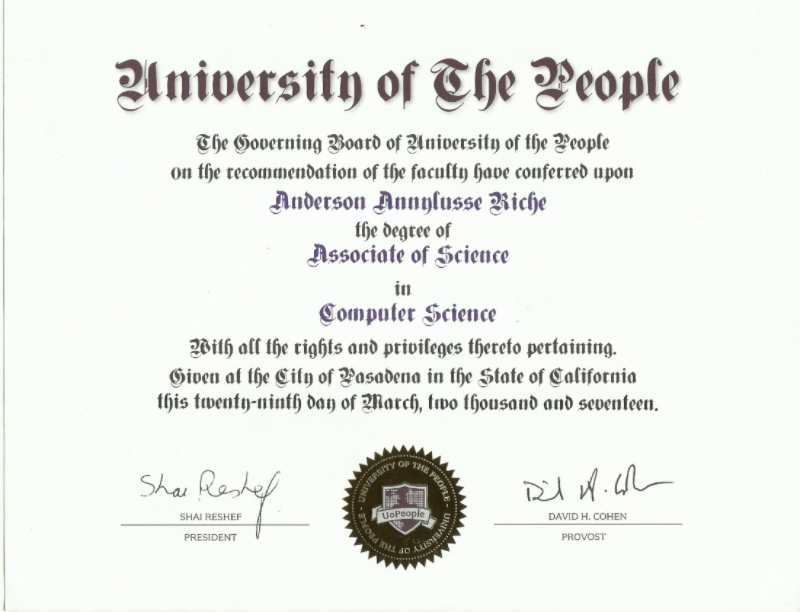 University of The People
The Governing Board of University of the People
on the recommendation of the faculty have conferred upon
Anderson Annylusse Riche
the degree of
Associate of Science
in
Computer Science
With all the rights and privileges thereto pertaining.
Given at the City of Pasadena in the State of California
this twenty-ninth day of March, two thousand and seventeen.
Shai Reshef
SHAI RESHEF
PRESIDENT
UNIVERSITY OF THE PEOPLE - UNIVERSITY OF THE PEOPLE -
UoPeople
David H. Cohen
DAVID H. COHEN
PROVOST